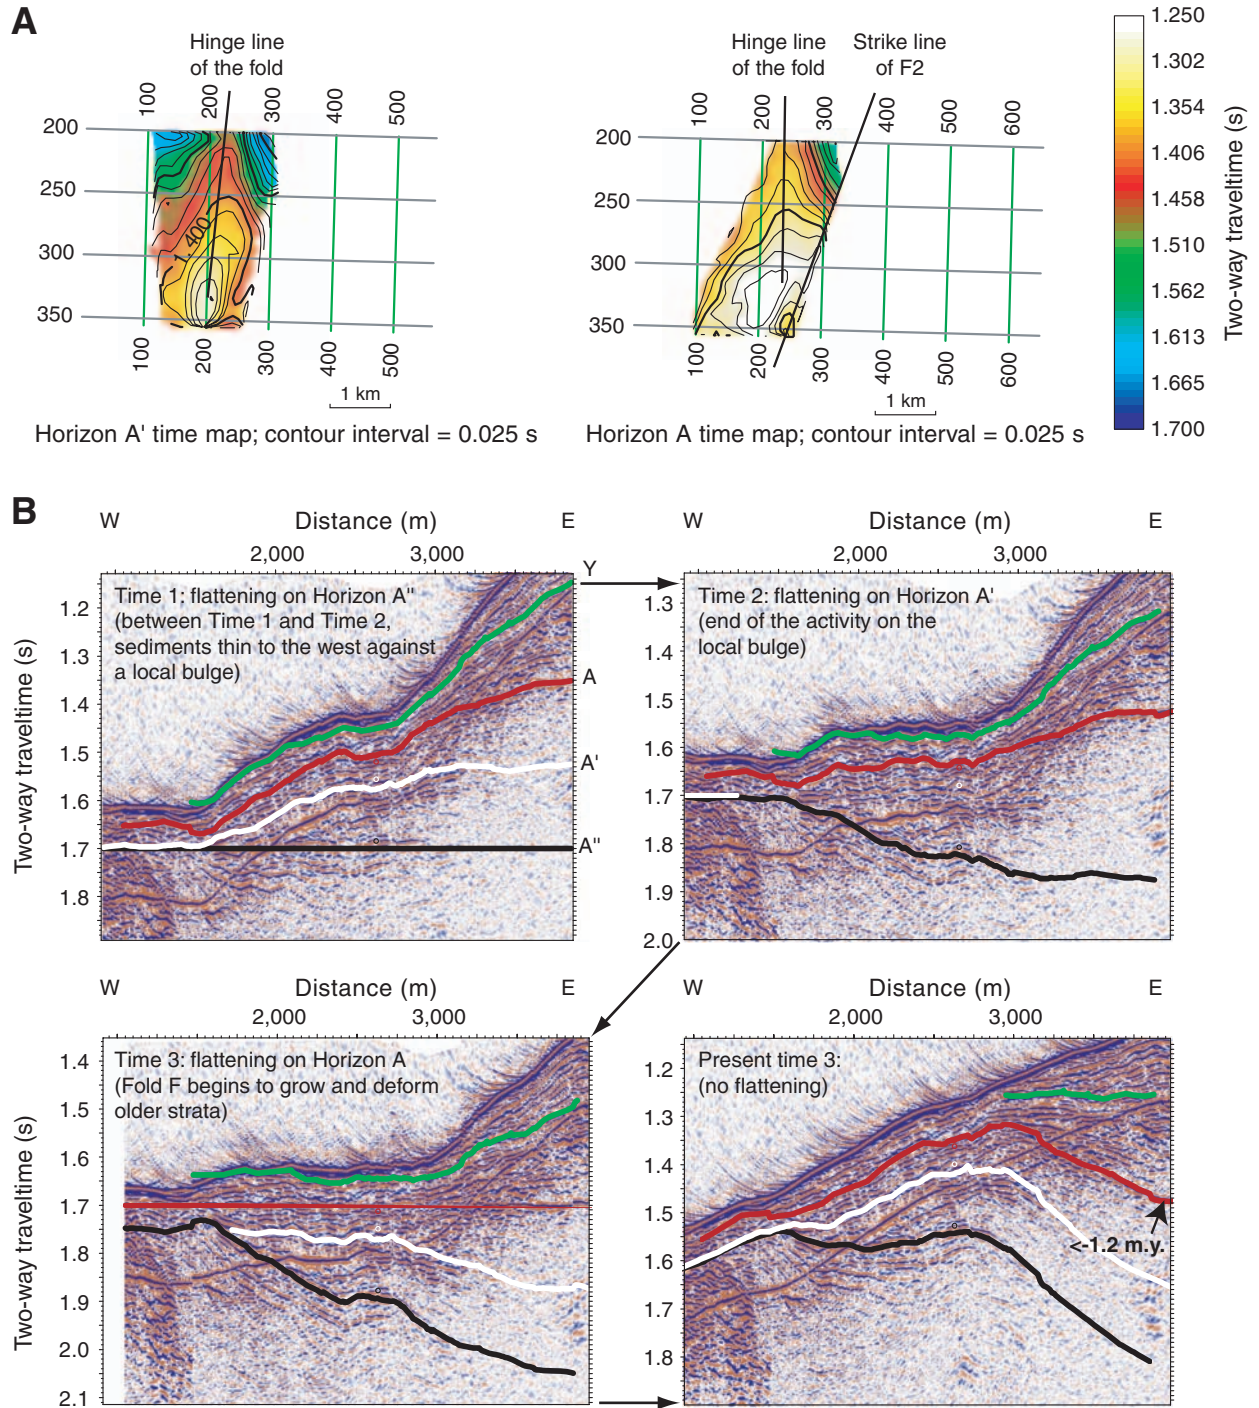 A
Hinge line
of the fold
Hinge line
of the fold
Strike line
of F2
100 200 300 400 500
100 200 300 400 500 600
200
250
300
350
1.400
200
250
300
350
100 200 300 400 500
100 200 300 400 500 600
1 km
1 km
Horizon A' time map; contour interval = 0.025 s
Horizon A time map; contour interval = 0.025 s
1.250
1.302
1.354
1.406
1.458
1.510
1.562
1.613
1.665
1.700
Two-way traveltime (s)
B
W Distance (m) E
2,000 3,000
Time 1: flattening on Horizon A"
(between Time 1 and Time 2,
sediments thin to the west against
a local bulge)
Two-way traveltime (s)
1.2
1.3
1.4
1.5
1.6
1.7
1.8
Y
A
A'
A"
W Distance (m) E
2,000 3,000
Time 2: flattening on Horizon A'
(end of the activity on the
local bulge)
1.3
1.4
1.5
1.6
1.7
1.8
1.9
2.0
W Distance (m) E
2,000 3,000
Time 3: flattening on Horizon A
(Fold F begins to grow and deform
older strata)
Two-way traveltime (s)
1.4
1.5
1.6
1.7
1.8
1.9
2.0
2.1
W Distance (m) E
2,000 3,000
Present time 3:
(no flattening)
1.2
1.3
1.4
1.5
1.6
1.7
1.8
<-1.2 m.y.